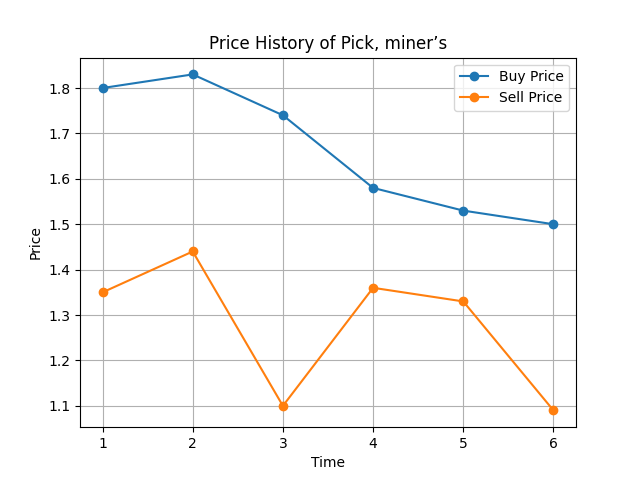 Price History of Pick, miner’s
Buy Price
Sell Price
1.8
1.7
1.6
1.5
1.4
1.3
1.2
1.1
Price
1 2 3 4 5 6
Time